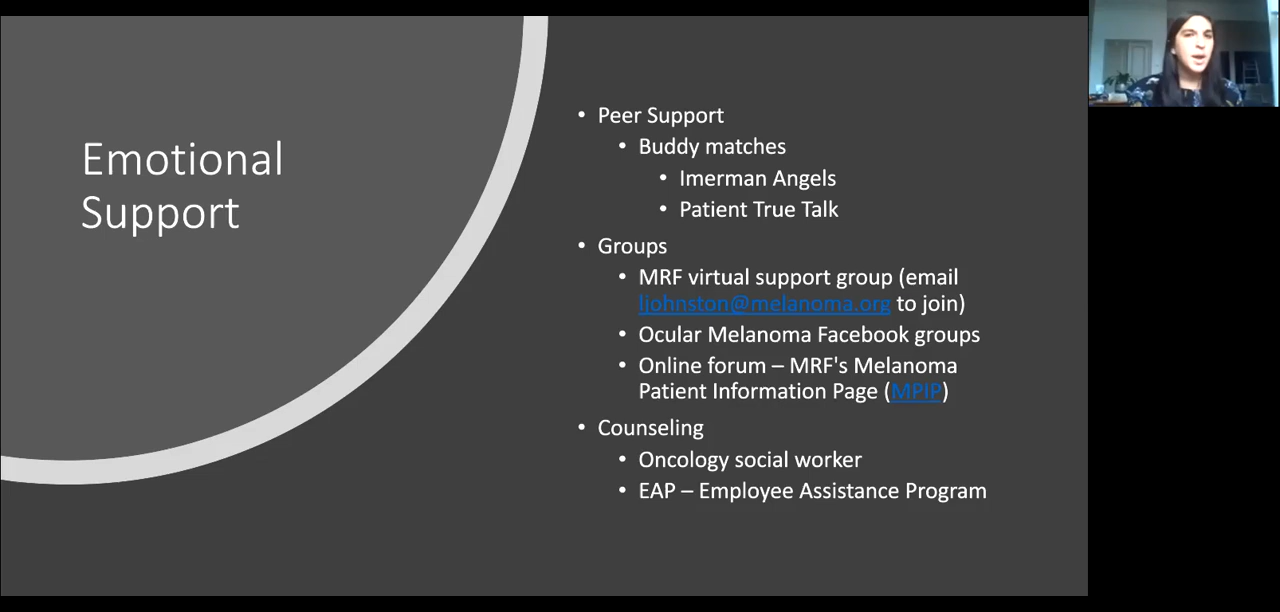 Emotional
Support
• Peer Support
• Buddy matches
• Imerman Angels
• Patient True Talk
• Groups
• MRF virtual support group (email
ljohnston@melanoma.org to join)
• Ocular Melanoma Facebook groups
• Online forum – MRF's Melanoma
Patient Information Page (MPIP)
• Counseling
• Oncology social worker
• EAP – Employee Assistance Program